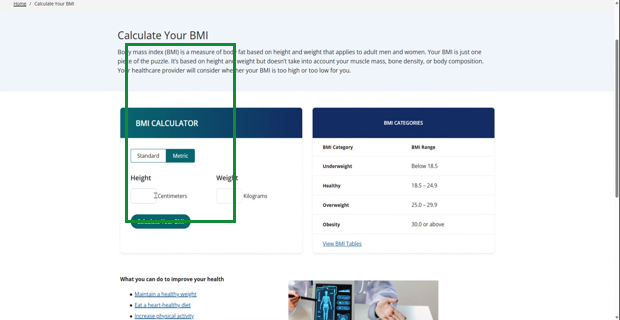 Home / Calculate Your BMI
Calculate Your BMI
Body mass index (BMI) is a measure of body fat based on height and weight that applies to adult men and women. Your BMI is just one
piece of the puzzle. It's based on height and weight but doesn't take into account your muscle mass, bone density, or body composition.
Your healthcare provider will consider whether your BMI is too high or too low for you.
BMI CALCULATOR
Standard Metric
Height Weight
Centimeters Kilograms
Calculate Your BMI
BMI CATEGORIES
BMI Category BMI Range
Underweight Below 18.5
Healthy 18.5 – 24.9
Overweight 25.0 – 29.9
Obesity 30.0 or above
View BMI Tables
What you can do to improve your health
Maintain a healthy weight
Eat a heart-healthy diet
Increase physical activity